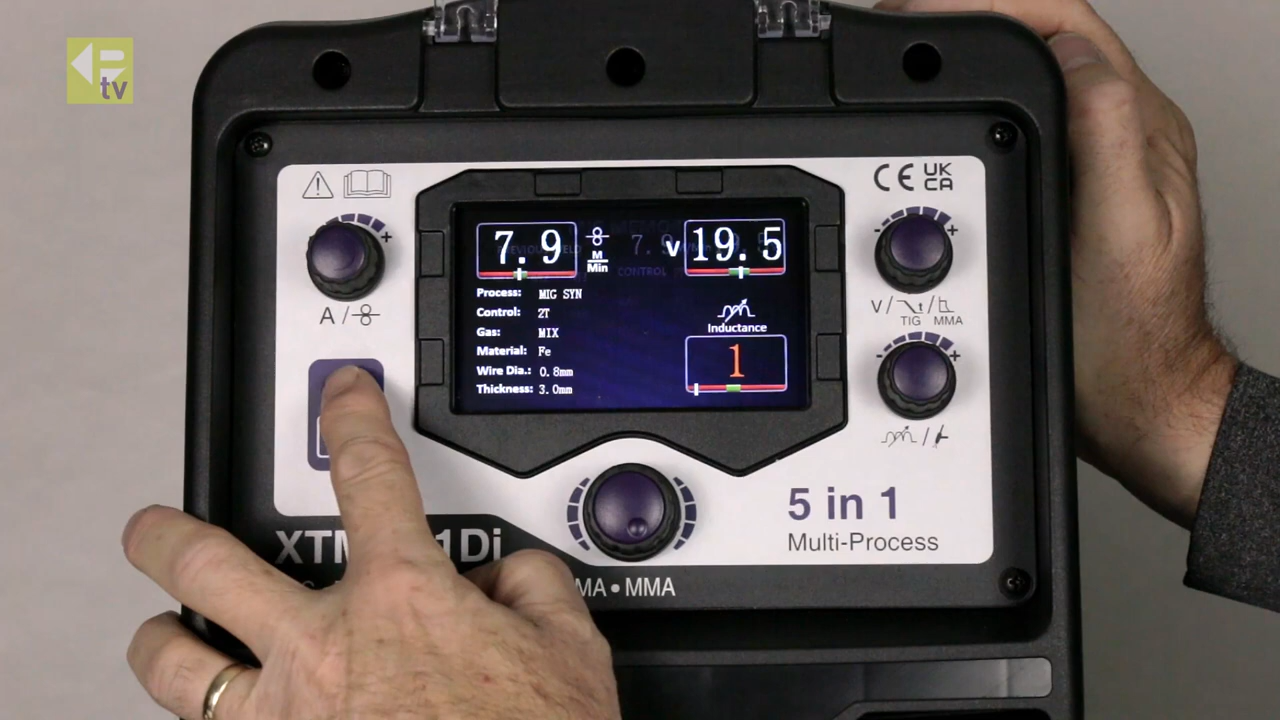 tv
CE UK
CA
7.9
M
Min
V 19.5
Process: MIG SYN
Control: 2T
Gas: MIX
Material: Fe
Wire Dia.: 0.8mm
Thickness: 3.0mm
Inductance
1
A /
V /
TIG MMA
5 in 1
Multi-Process
MMA